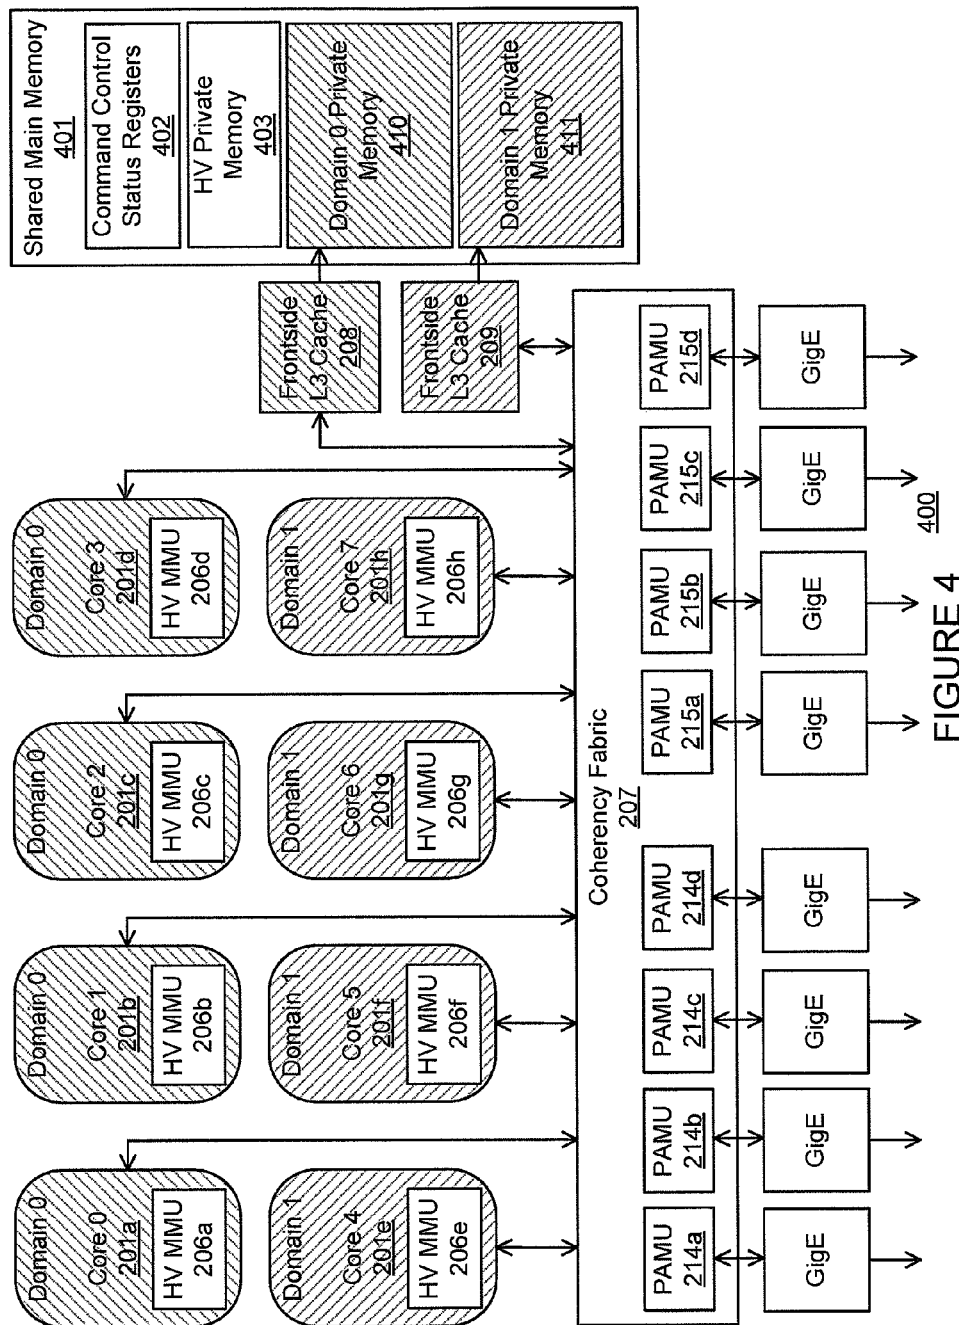 Domain 0
Core 0
201a
HV MMU
206a
Domain 0
Core 1
201b
HV MMU
206b
Domain 0
Core 2
201c
HV MMU
206c
Domain 0
Core 3
201d
HV MMU
206d
Shared Main Memory
401
Command Control
Status Registers
402
HV Private
Memory
403
Domain 0 Private
Memory
410
Domain 1 Private
Memory
411
Frontside
L3 Cache
208
Frontside
L3 Cache
209
Domain 1
Core 4
201e
HV MMU
206e
Domain 1
Core 5
201f
HV MMU
206f
Domain 1
Core 6
201g
HV MMU
206g
Domain 1
Core 7
201h
HV MMU
206h
Coherency Fabric
207
PAMU
214a
PAMU
214b
PAMU
214c
PAMU
214d
PAMU
215a
PAMU
215b
PAMU
215c
PAMU
215d
GigE
GigE
GigE
GigE
GigE
GigE
GigE
GigE
400
FIGURE 4